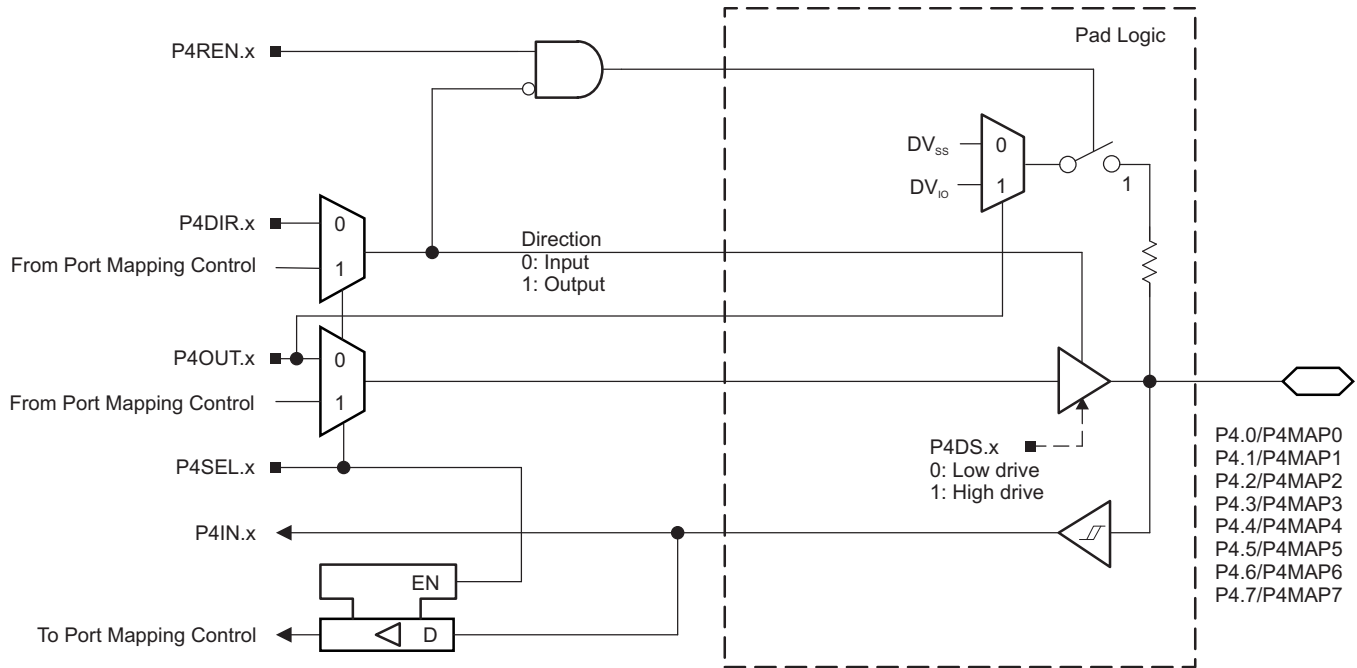 Pad Logic
P4REN.x
DVSS
0
DVIO
1
1
P4DIR.x
0
From Port Mapping Control
1
Direction
0: Input
1: Output
P4OUT.x
0
From Port Mapping Control
1
P4SEL.x
P4DS.x
0: Low drive
1: High drive
P4.0/P4MAP0
P4.1/P4MAP1
P4.2/P4MAP2
P4.3/P4MAP3
P4.4/P4MAP4
P4.5/P4MAP5
P4.6/P4MAP6
P4.7/P4MAP7
P4IN.x
EN
To Port Mapping Control
D